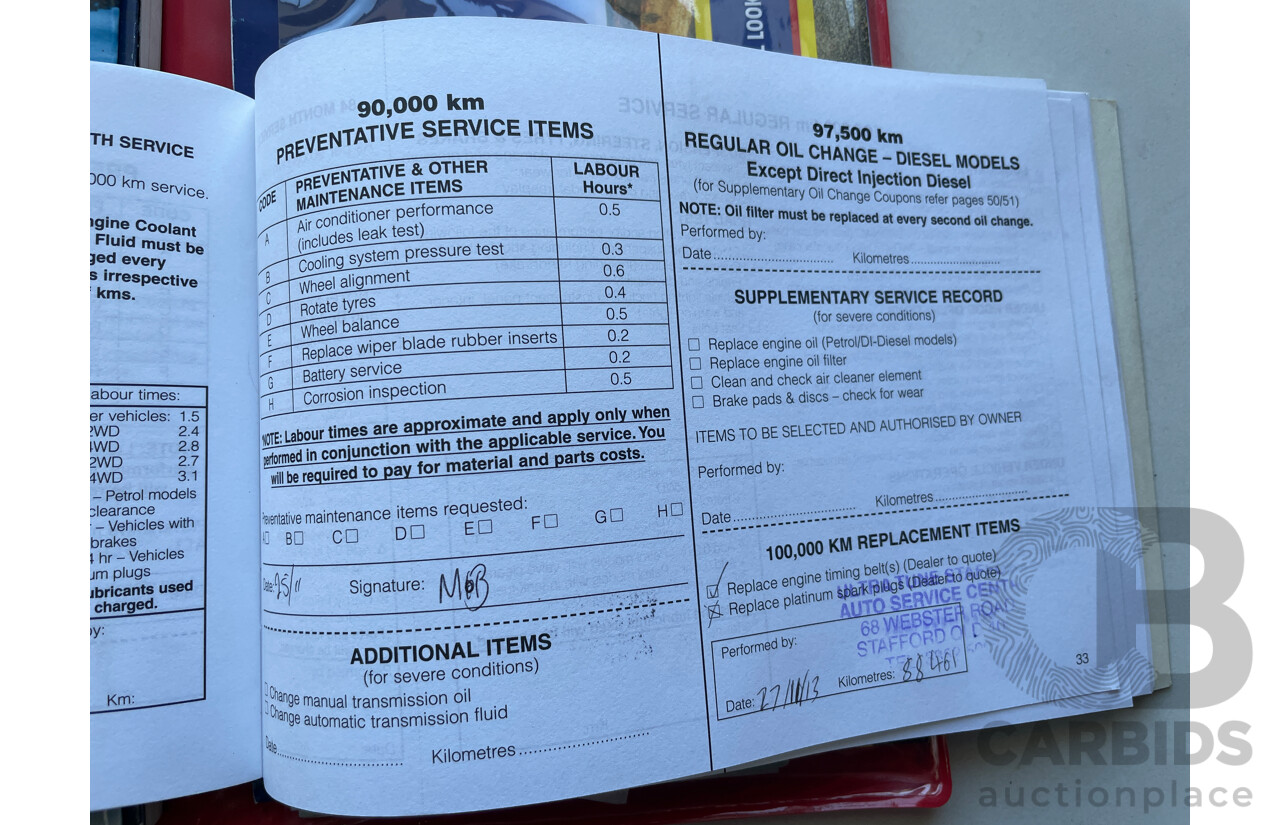 L LOOK
TH SERVICE
000 km service.
ngine Coolant
Fluid must be
ged every
s irrespective
kms.
abour times:
er vehicles: 1.5
2WD 2.4
4WD 2.8
2WD 2.7
4WD 3.1
– Petrol models
clearance
– Vehicles with
brakes
4 hr – Vehicles
um plugs
ubricants used
charged.
by:
Km:
90,000 km
PREVENTATIVE SERVICE ITEMS
CODE PREVENTATIVE & OTHER MAINTENANCE ITEMS LABOUR Hours*
A Air conditioner performance 0.5
(includes leak test)
B Cooling system pressure test 0.3
C Wheel alignment 0.6
D Rotate tyres 0.4
E Wheel balance 0.5
F Replace wiper blade rubber inserts 0.2
G Battery service 0.2
H Corrosion inspection 0.5
NOTE: Labour times are approximate and apply only when
performed in conjunction with the applicable service. You
will be required to pay for material and parts costs.
Preventative maintenance items requested:
A☐ B☐ C☐ D☐ E☐ F☐ G☐ H☐
Date: 25/11 Signature: MB
ADDITIONAL ITEMS
(for severe conditions)
☐ Change manual transmission oil
☐ Change automatic transmission fluid
Date.............................. Kilometres ..............................
97,500 km
REGULAR OIL CHANGE – DIESEL MODELS
Except Direct Injection Diesel
(for Supplementary Oil Change Coupons refer pages 50/51)
NOTE: Oil filter must be replaced at every second oil change.
Performed by:
Date.............................. Kilometres..............................
SUPPLEMENTARY SERVICE RECORD
(for severe conditions)
☐ Replace engine oil (Petrol/DI-Diesel models)
☐ Replace engine oil filter
☐ Clean and check air cleaner element
☐ Brake pads & discs – check for wear
ITEMS TO BE SELECTED AND AUTHORISED BY OWNER
Performed by:
Date.............................. Kilometres..............................
100,000 KM REPLACEMENT ITEMS
☑ Replace engine timing belt(s) (Dealer to quote)
☒ Replace platinum spark plugs (Dealer to quote)
AUTO SERVICE CENT
68 WEBSTER ROA
STAFFORD
Performed by:
Date: 27/11/13 Kilometres: 88461
33
CB
CARBIDS
auctionplace